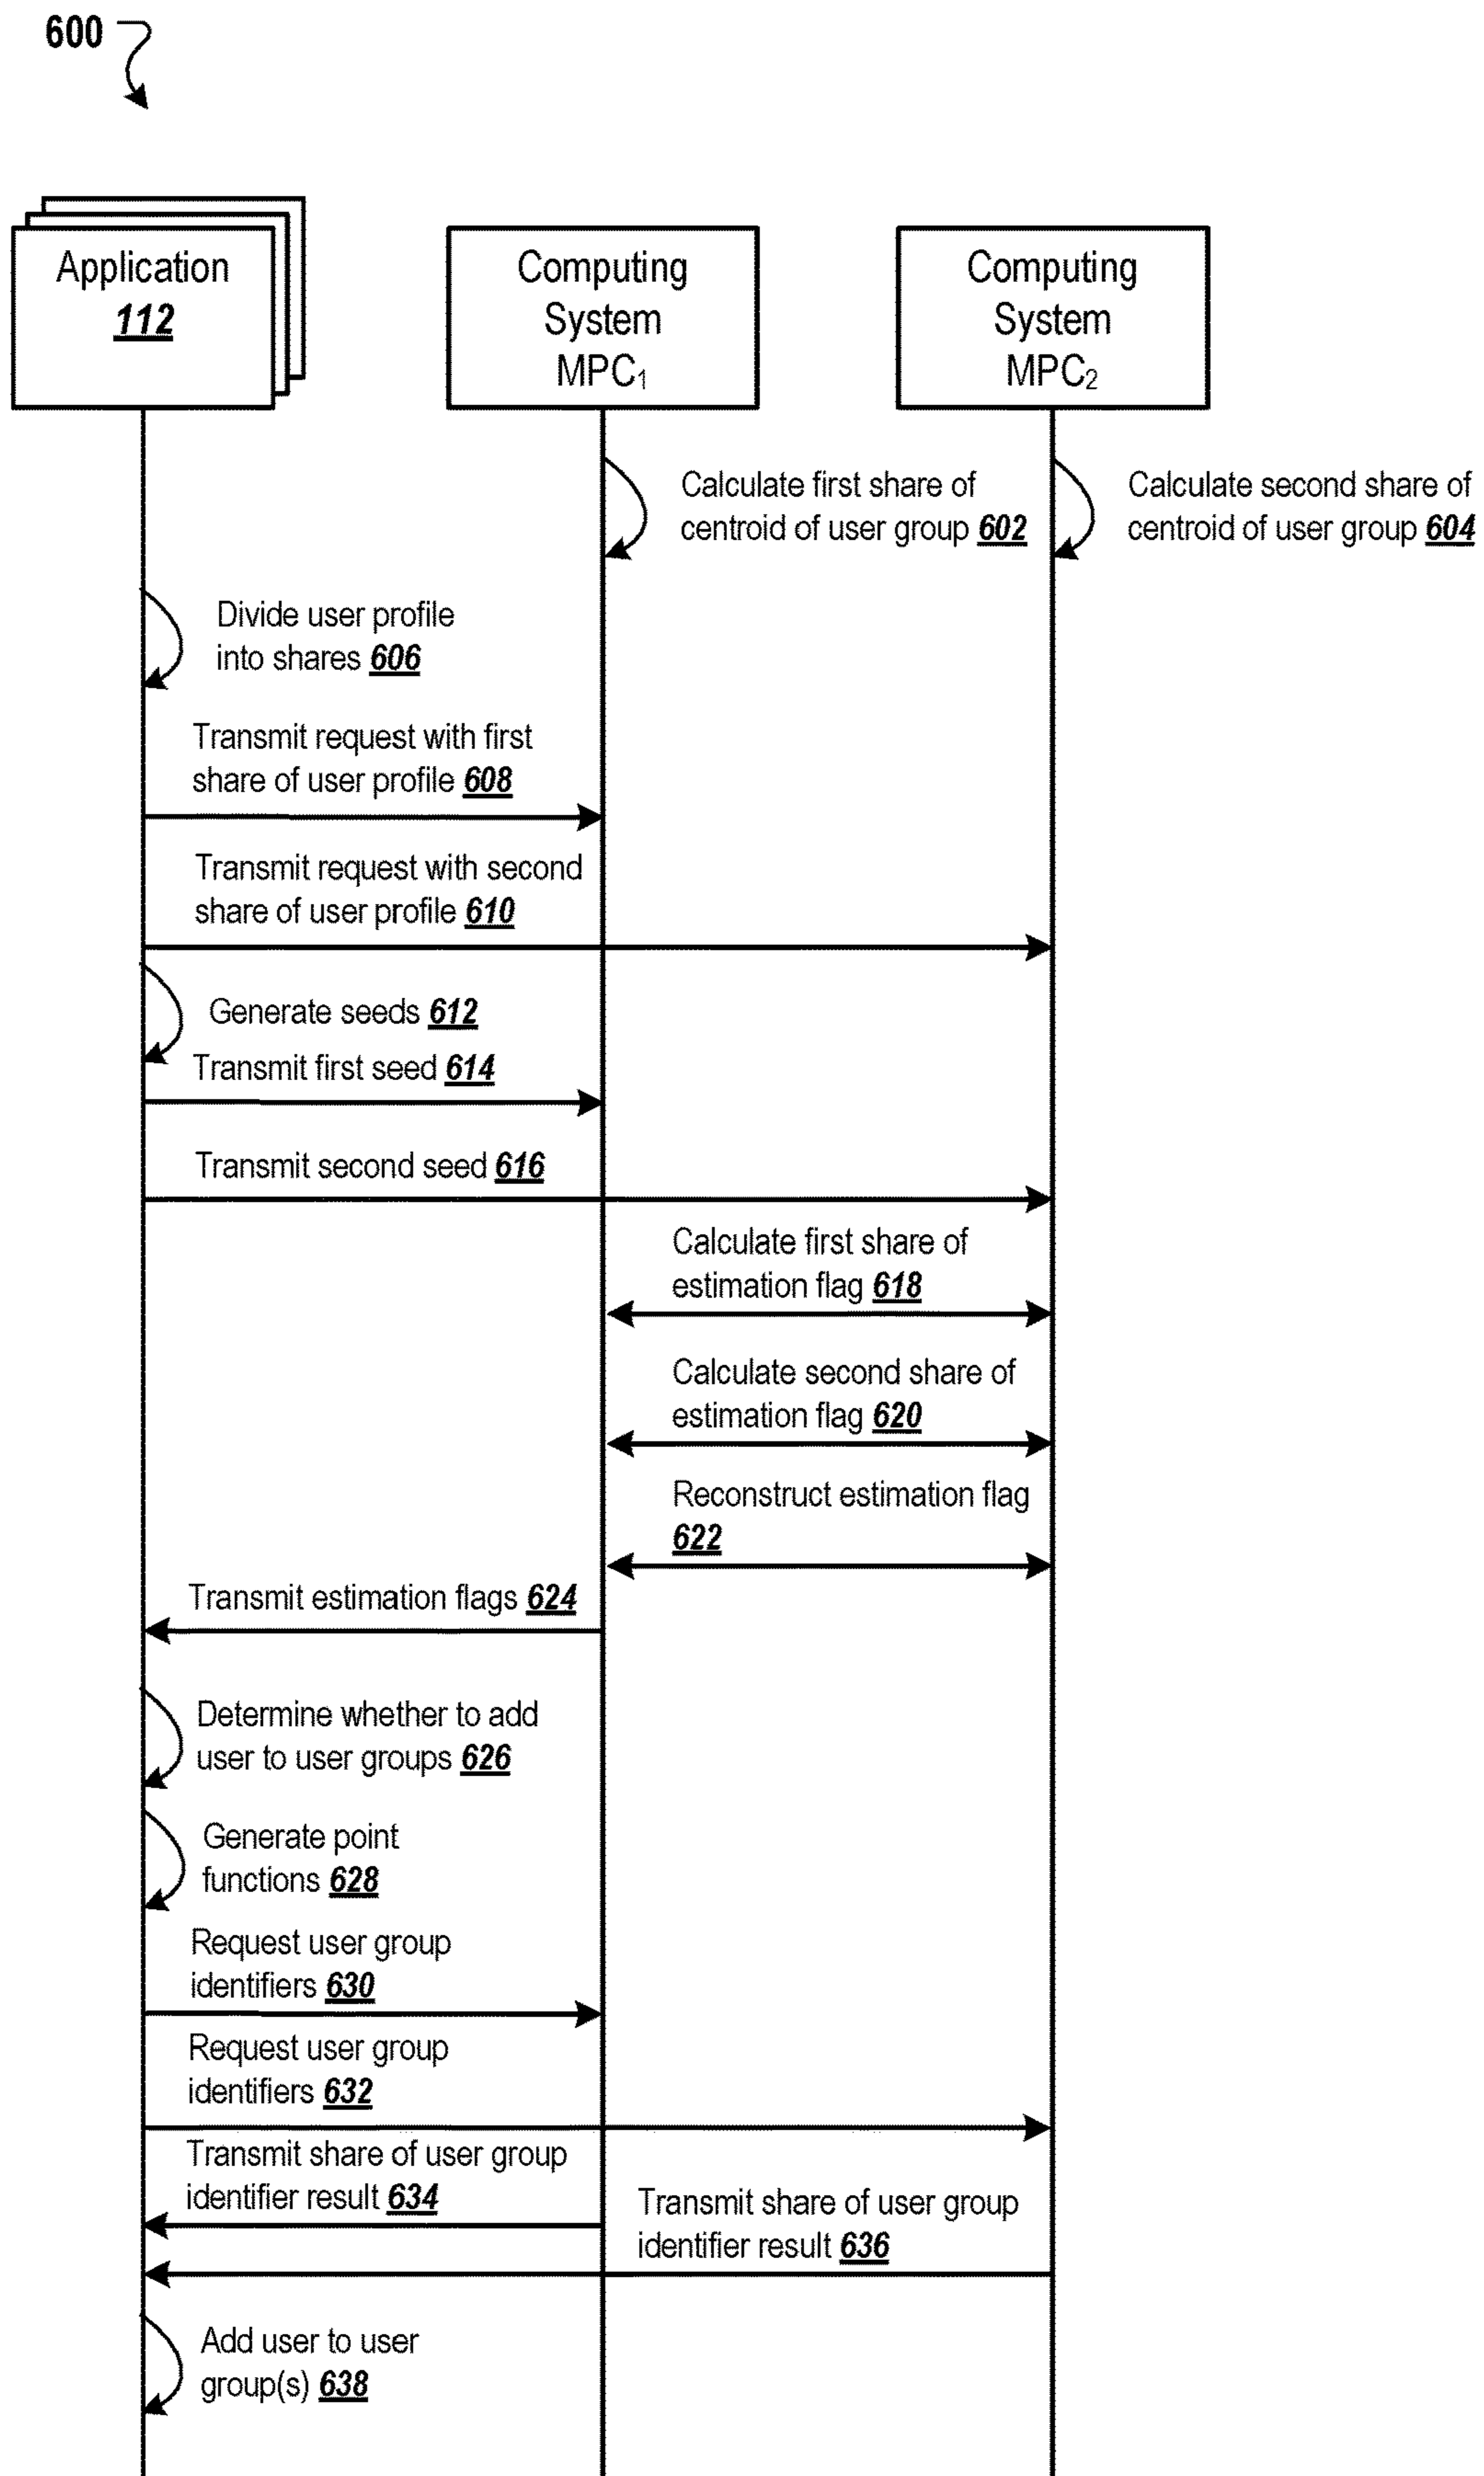 600
Application
112
Computing
System
MPC1
Computing
System
MPC2
Calculate first share of
centroid of user group 602
Calculate second share of
centroid of user group 604
Divide user profile
into shares 606
Transmit request with first
share of user profile 608
Transmit request with second
share of user profile 610
Generate seeds 612
Transmit first seed 614
Transmit second seed 616
Calculate first share of
estimation flag 618
Calculate second share of
estimation flag 620
Reconstruct estimation flag
622
Transmit estimation flags 624
Determine whether to add
user to user groups 626
Generate point
functions 628
Request user group
identifiers 630
Request user group
identifiers 632
Transmit share of user group
identifier result 634
Transmit share of user group
identifier result 636
Add user to user
group(s) 638